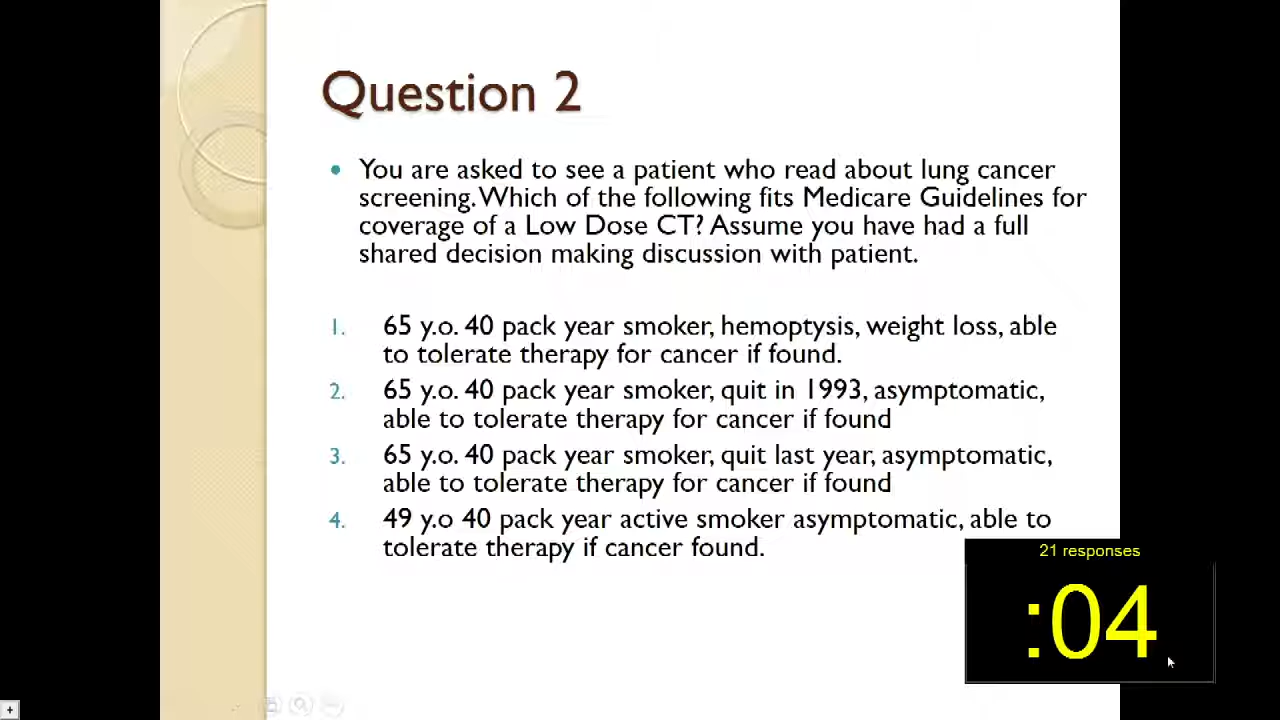 Question 2
• You are asked to see a patient who read about lung cancer
screening. Which of the following fits Medicare Guidelines for
coverage of a Low Dose CT? Assume you have had a full
shared decision making discussion with patient.
1. 65 y.o. 40 pack year smoker, hemoptysis, weight loss, able
to tolerate therapy for cancer if found.
2. 65 y.o. 40 pack year smoker, quit in 1993, asymptomatic,
able to tolerate therapy for cancer if found
3. 65 y.o. 40 pack year smoker, quit last year, asymptomatic,
able to tolerate therapy for cancer if found
4. 49 y.o 40 pack year active smoker asymptomatic, able to
tolerate therapy if cancer found.
21 responses
:04
+